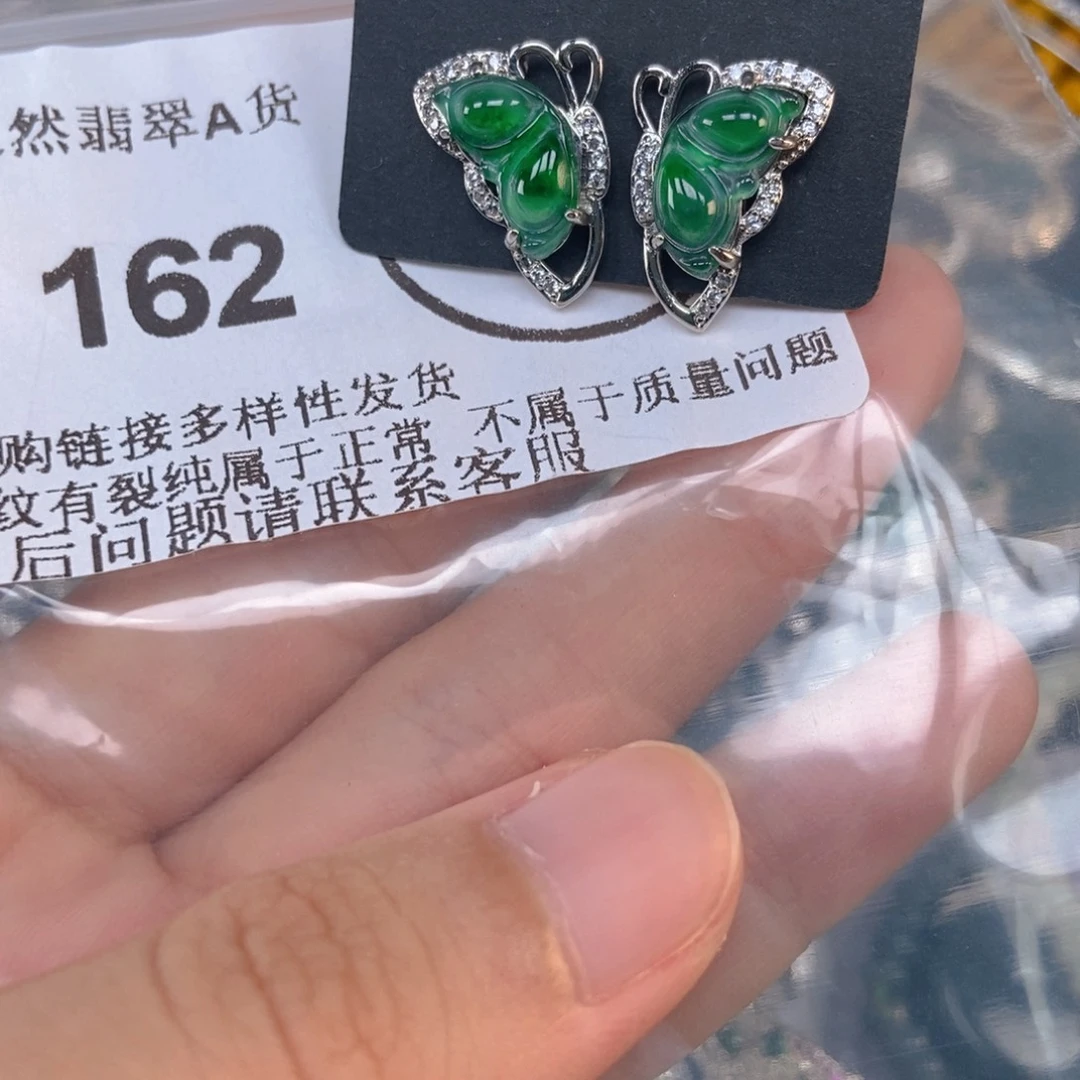 然翡翠A货
162
购链接多样性发货
纹有裂纯属于正常 不属于质量问题
后问题请联系客服